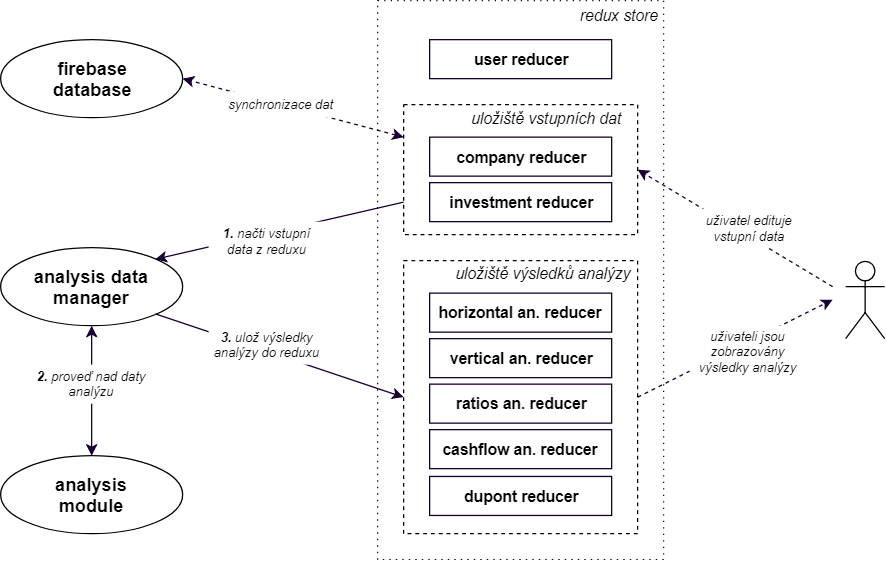 redux store
user reducer
firebase
database
synchronizace dat
uložiště vstupních dat
company reducer
investment reducer
1. načti vstupní
data z reduxu
uživatel edituje
vstupní data
analysis data
manager
uložiště výsledků analýzy
horizontal an. reducer
vertical an. reducer
ratios an. reducer
cashflow an. reducer
dupont reducer
3. ulož výsledky
analýzy do reduxu
uživateli jsou
zobrazovány
výsledky analýzy
2. proveď nad daty
analýzu
analysis
module